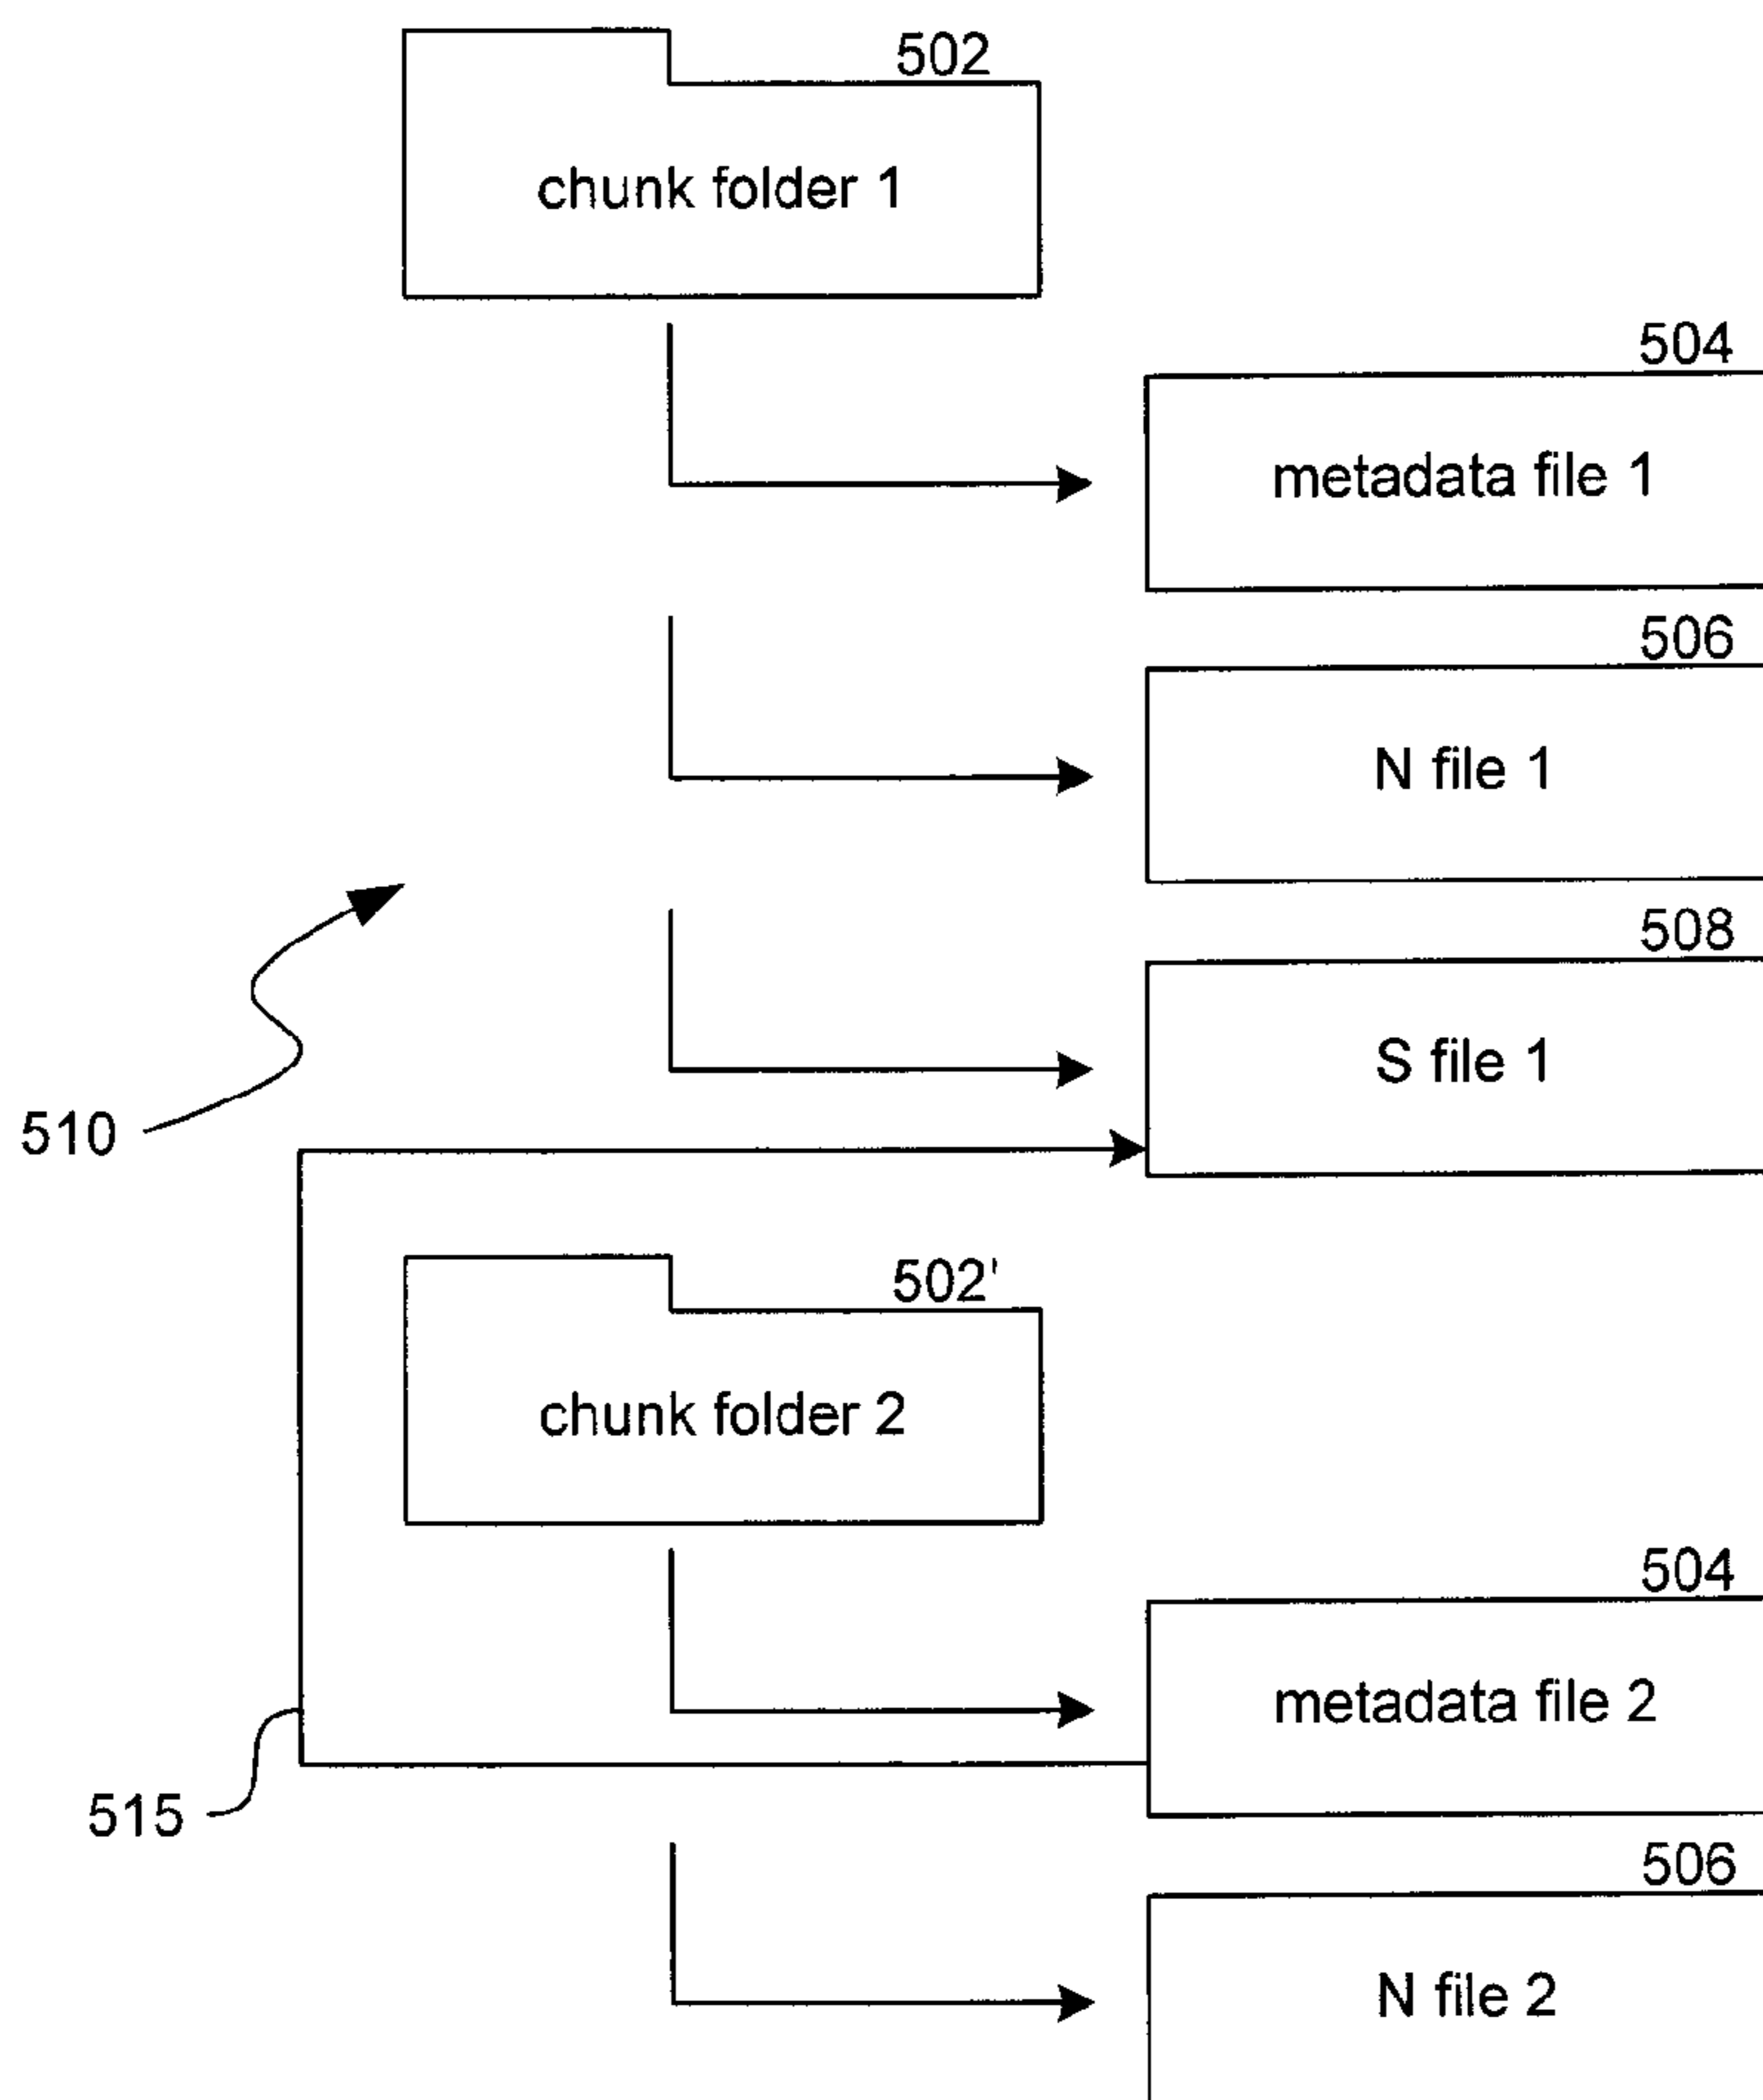 502
chunk folder 1
504
metadata file 1
506
N file 1
508
S file 1
510
502'
chunk folder 2
504
metadata file 2
515
506
N file 2